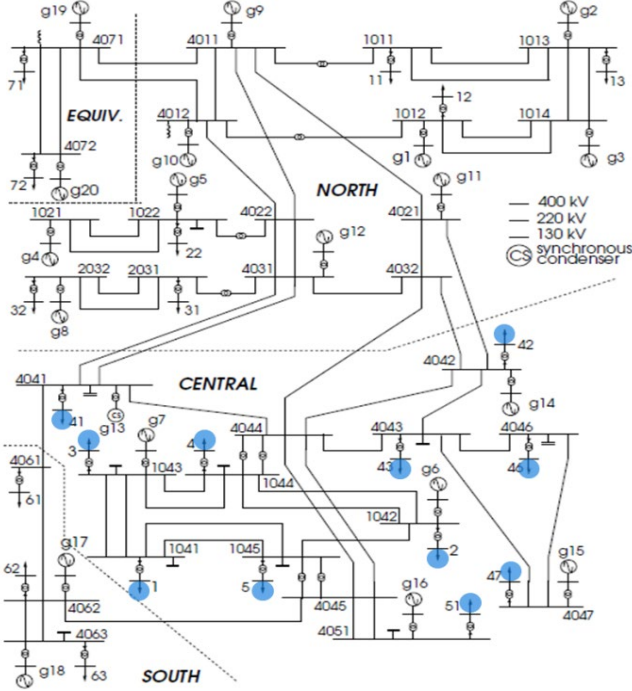 g19
g9
g2
4071
4011
1011
1013
71
11
13
EQUIV.
4012
12
1012
1014
4072
g10
g1
g3
72
g20
g5
NORTH
g11
400 kV
220 kV
130 kV
CS synchronous
condenser
1021
1022
4022
4021
g12
g4
22
2032
2031
4031
4032
32
31
g8
42
4042
4041
CENTRAL
g14
41
CS
g13
g7
3
4
4044
4043
4046
43
46
4061
1043
1044
g6
61
1042
g17
1041
1045
2
62
g15
1
5
g16
51
47
4062
4045
4047
4051
4063
g18
63
SOUTH